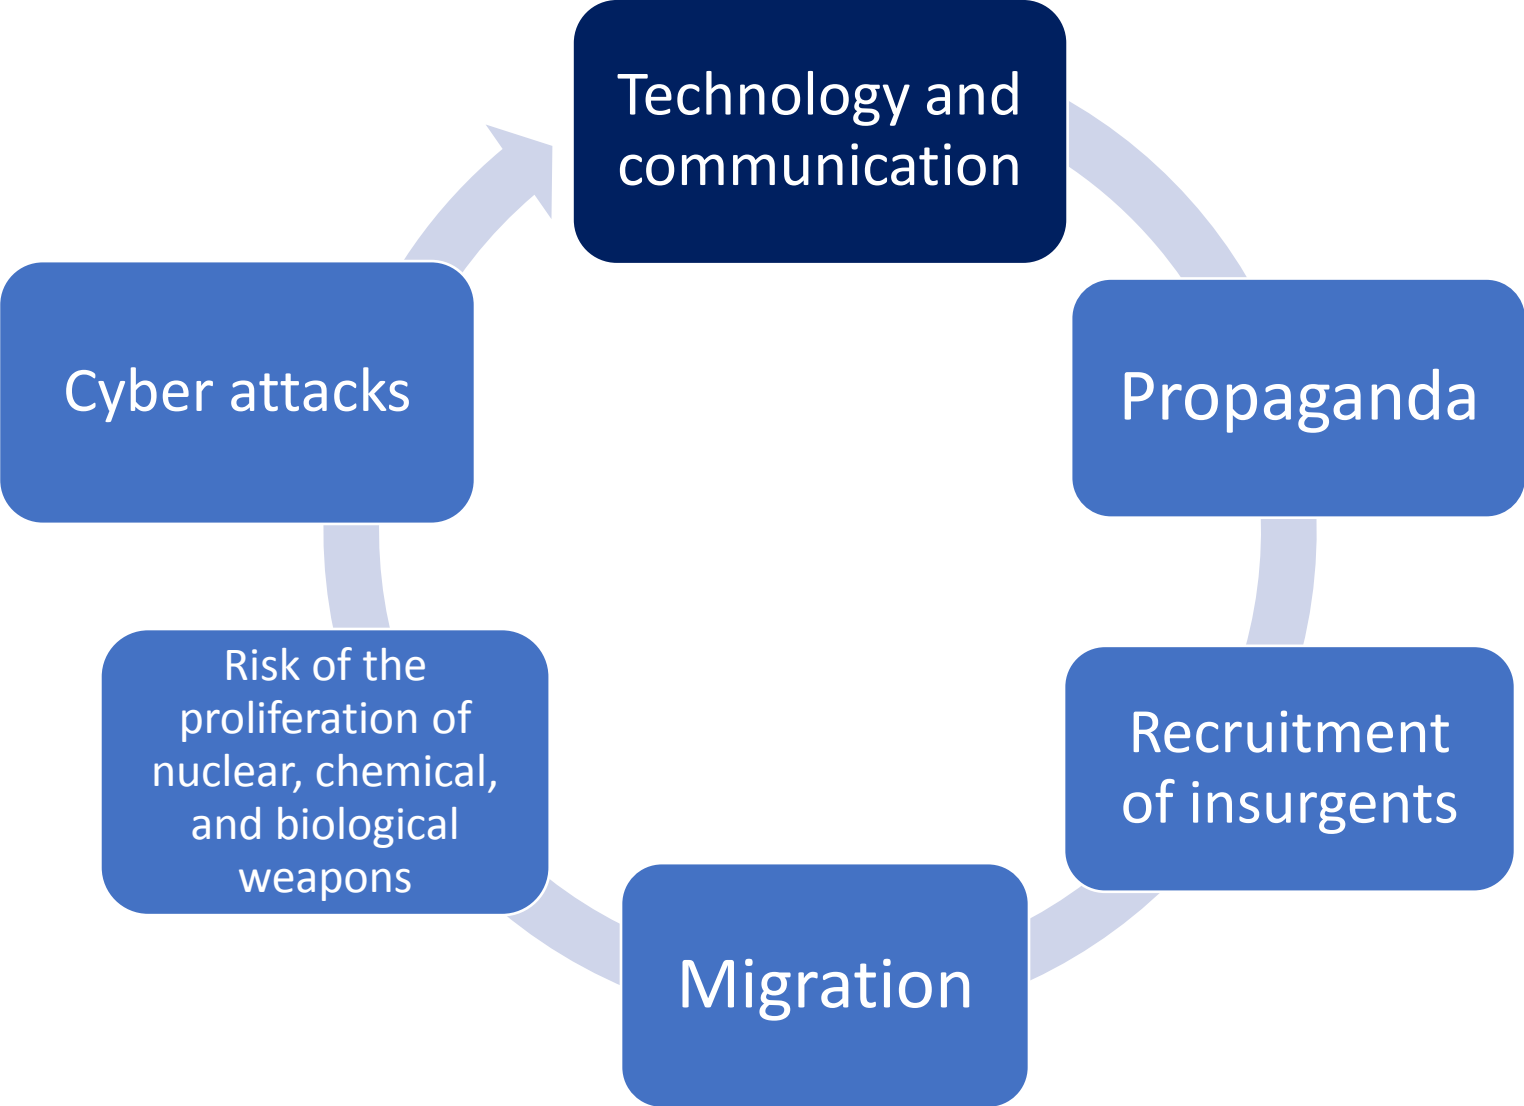 Technology and
communication
Propaganda
Recruitment
of insurgents
Migration
Risk of the
proliferation of
nuclear, chemical,
and biological
weapons
Cyber attacks